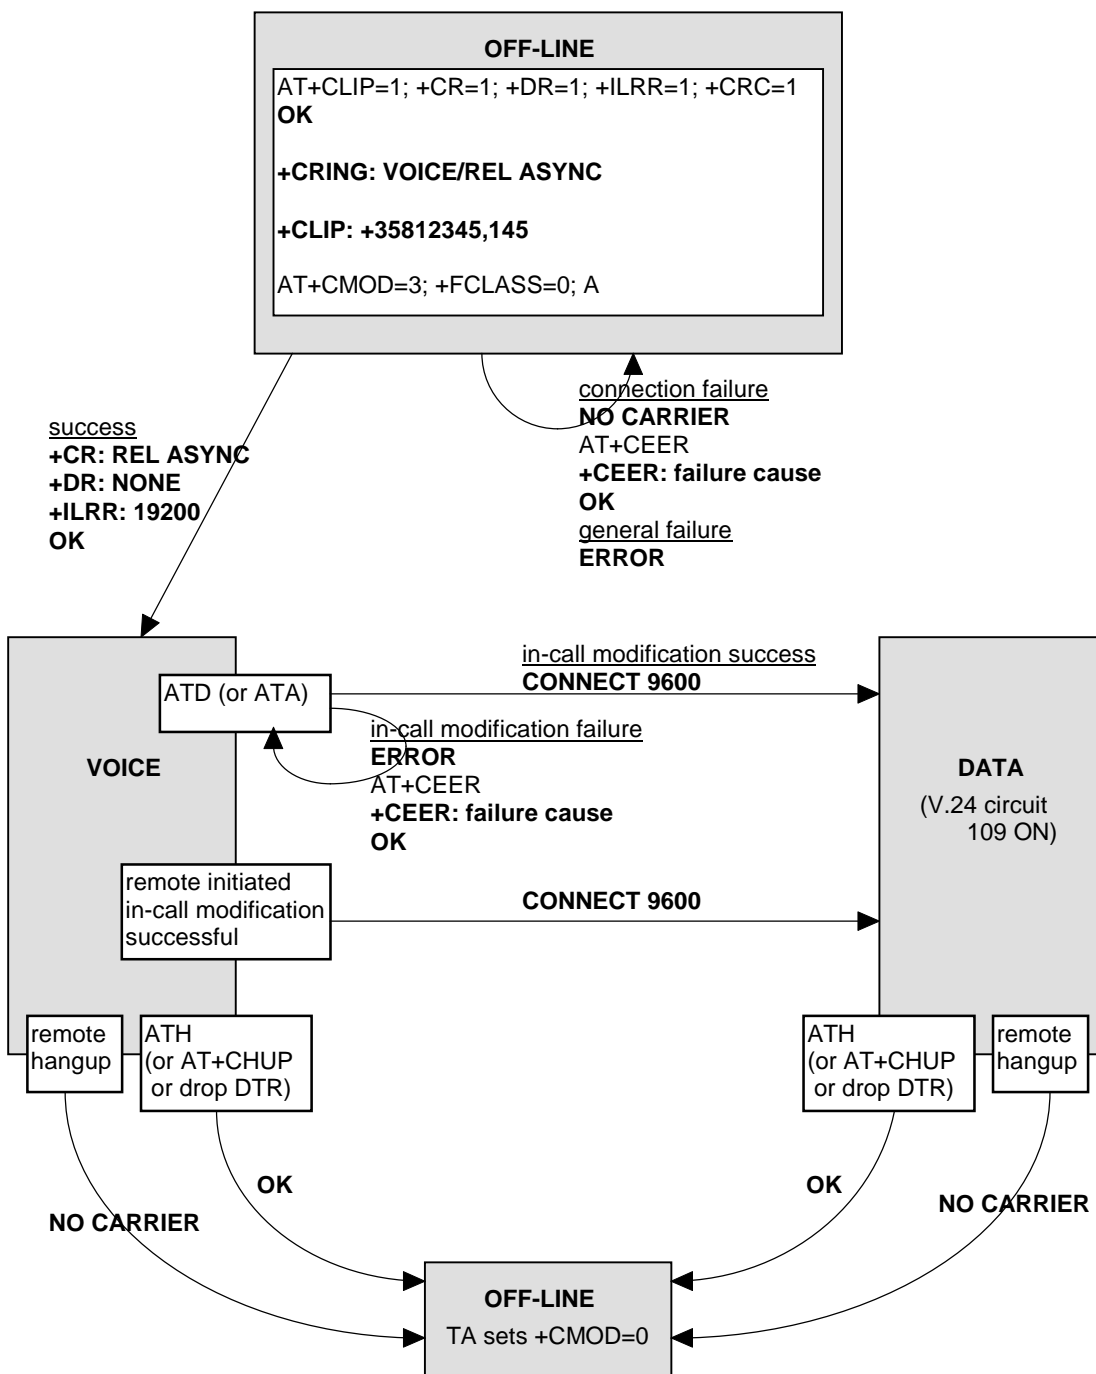 OFF-LINE
AT+CLIP=1; +CR=1; +DR=1; +ILRR=1; +CRC=1
OK
+CRING: VOICE/REL ASYNC
+CLIP: +35812345,145
AT+CMOD=3; +FCLASS=0; A
success
+CR: REL ASYNC
+DR: NONE
+ILRR: 19200
OK
connection failure
NO CARRIER
AT+CEER
+CEER: failure cause
OK
general failure
ERROR
VOICE
ATD (or ATA)
in-call modification success
CONNECT 9600
in-call modification failure
ERROR
AT+CEER
+CEER: failure cause
OK
DATA
(V.24 circuit
109 ON)
remote initiated
in-call modification
successful
CONNECT 9600
remote
hangup
ATH
(or AT+CHUP
or drop DTR)
ATH
(or AT+CHUP
or drop DTR)
remote
hangup
OK
NO CARRIER
OK
NO CARRIER
OFF-LINE
TA sets +CMOD=0